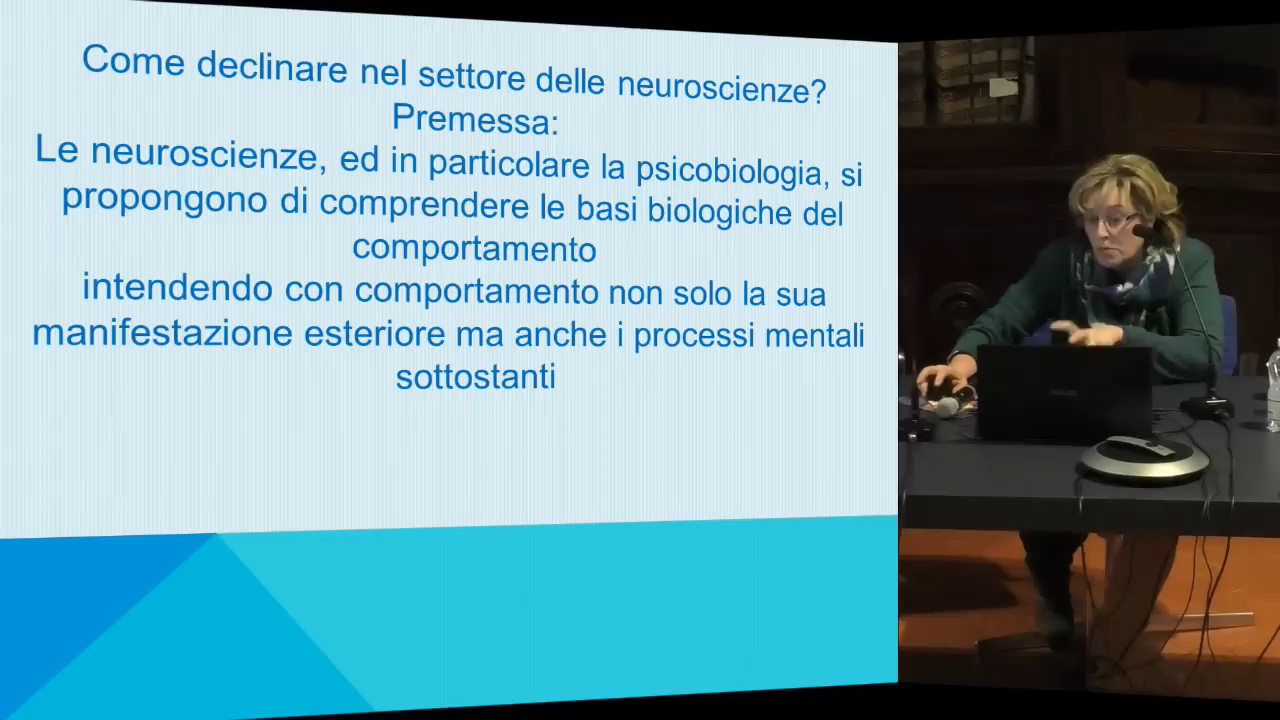 Come declinare nel settore delle neuroscienze?
Premessa:
Le neuroscienze, ed in particolare la psicobiologia, si
propongono di comprendere le basi biologiche del
comportamento
intendendo con comportamento non solo la sua
manifestazione esteriore ma anche i processi mentali
sottostanti